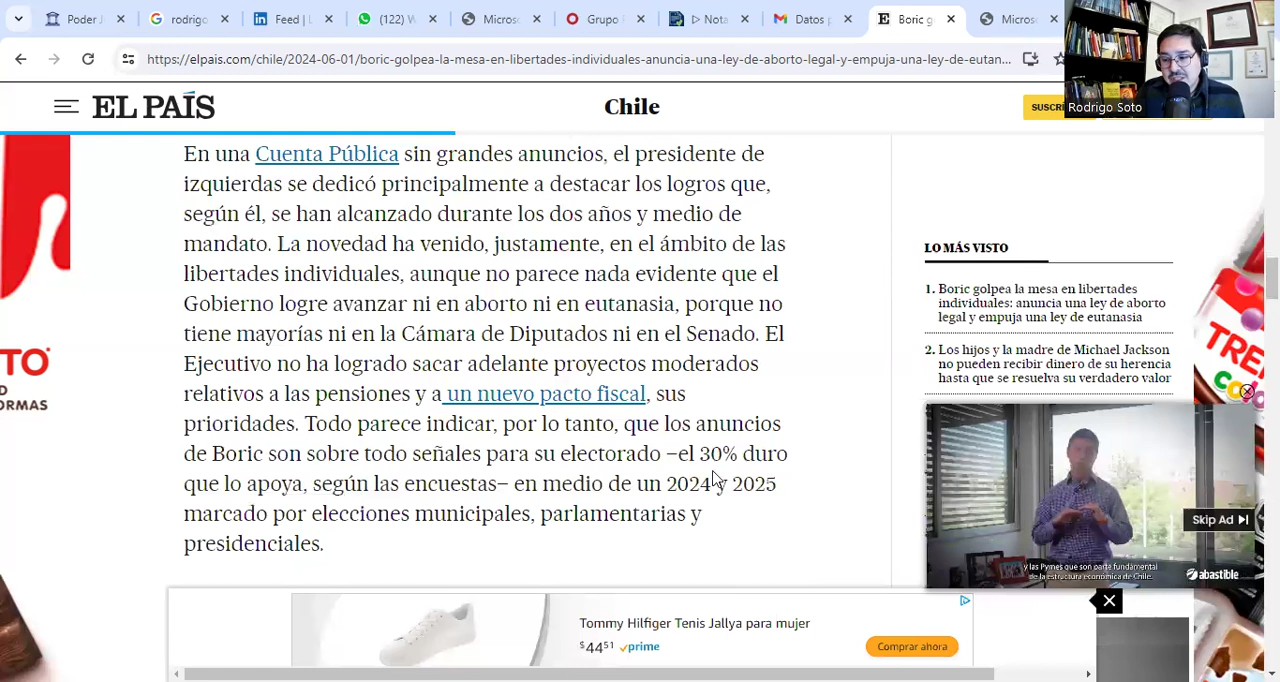 Poder J
rodrigo
Feed | L
(122) W
Micros
Grupo
▷ Nota
Datos p
Boric g
Micros
https://elpais.com/chile/2024-06-01/boric-golpea-la-mesa-en-libertades-individuales-anuncia-una-ley-de-aborto-legal-y-empuja-una-ley-de-eutan...
Rodrigo Soto
EL PAÍS
Chile
SUSCRÍ
En una Cuenta Pública sin grandes anuncios, el presidente de
izquierdas se dedicó principalmente a destacar los logros que,
según él, se han alcanzado durante los dos años y medio de
mandato. La novedad ha venido, justamente, en el ámbito de las
libertades individuales, aunque no parece nada evidente que el
Gobierno logre avanzar ni en aborto ni en eutanasia, porque no
tiene mayorías ni en la Cámara de Diputados ni en el Senado. El
Ejecutivo no ha logrado sacar adelante proyectos moderados
relativos a las pensiones y a un nuevo pacto fiscal, sus
prioridades. Todo parece indicar, por lo tanto, que los anuncios
de Boric son sobre todo señales para su electorado –el 30% duro
que lo apoya, según las encuestas– en medio de un 2024 y 2025
marcado por elecciones municipales, parlamentarias y
presidenciales.
LO MÁS VISTO
1. Boric golpea la mesa en libertades
individuales: anuncia una ley de aborto
legal y empuja una ley de eutanasia
2. Los hijos y la madre de Michael Jackson
no pueden recibir dinero de su herencia
hasta que se resuelva su verdadero valor
Skip Ad
y las Pymes que son parte fundamental
de la estructura económica de Chile.
abastible
TO
D
ORMAS
TRE
Tommy Hilfiger Tenis Jallya para mujer
$4451 prime
Comprar ahora